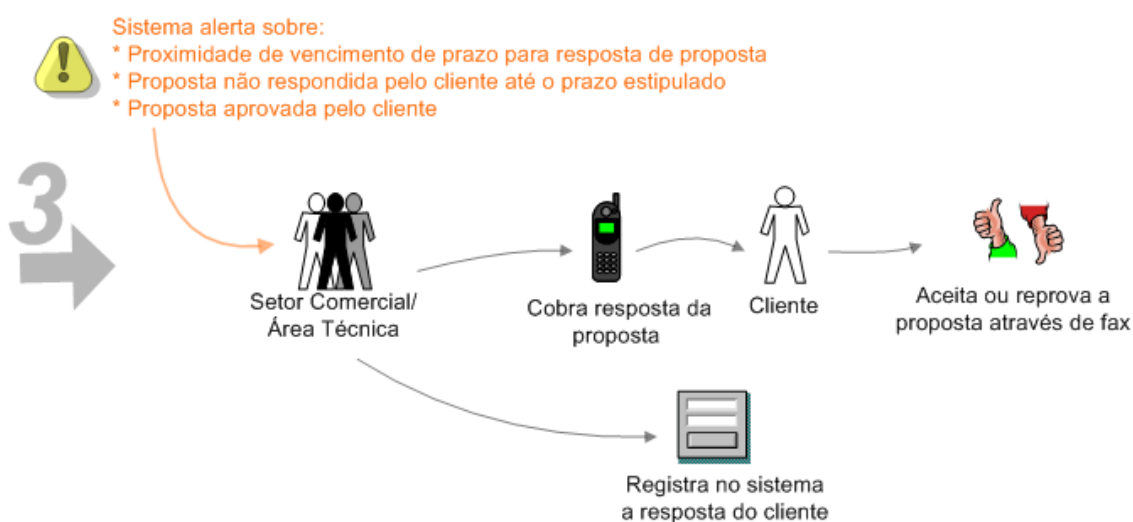 Sistema alerta sobre:
* Proximidade de vencimento de prazo para resposta de proposta
* Proposta não respondida pelo cliente até o prazo estipulado
* Proposta aprovada pelo cliente
3
Setor Comercial/
Área Técnica
Cobra resposta da
proposta
Cliente
Aceita ou reprova a
proposta através de fax
Registra no sistema
a resposta do cliente